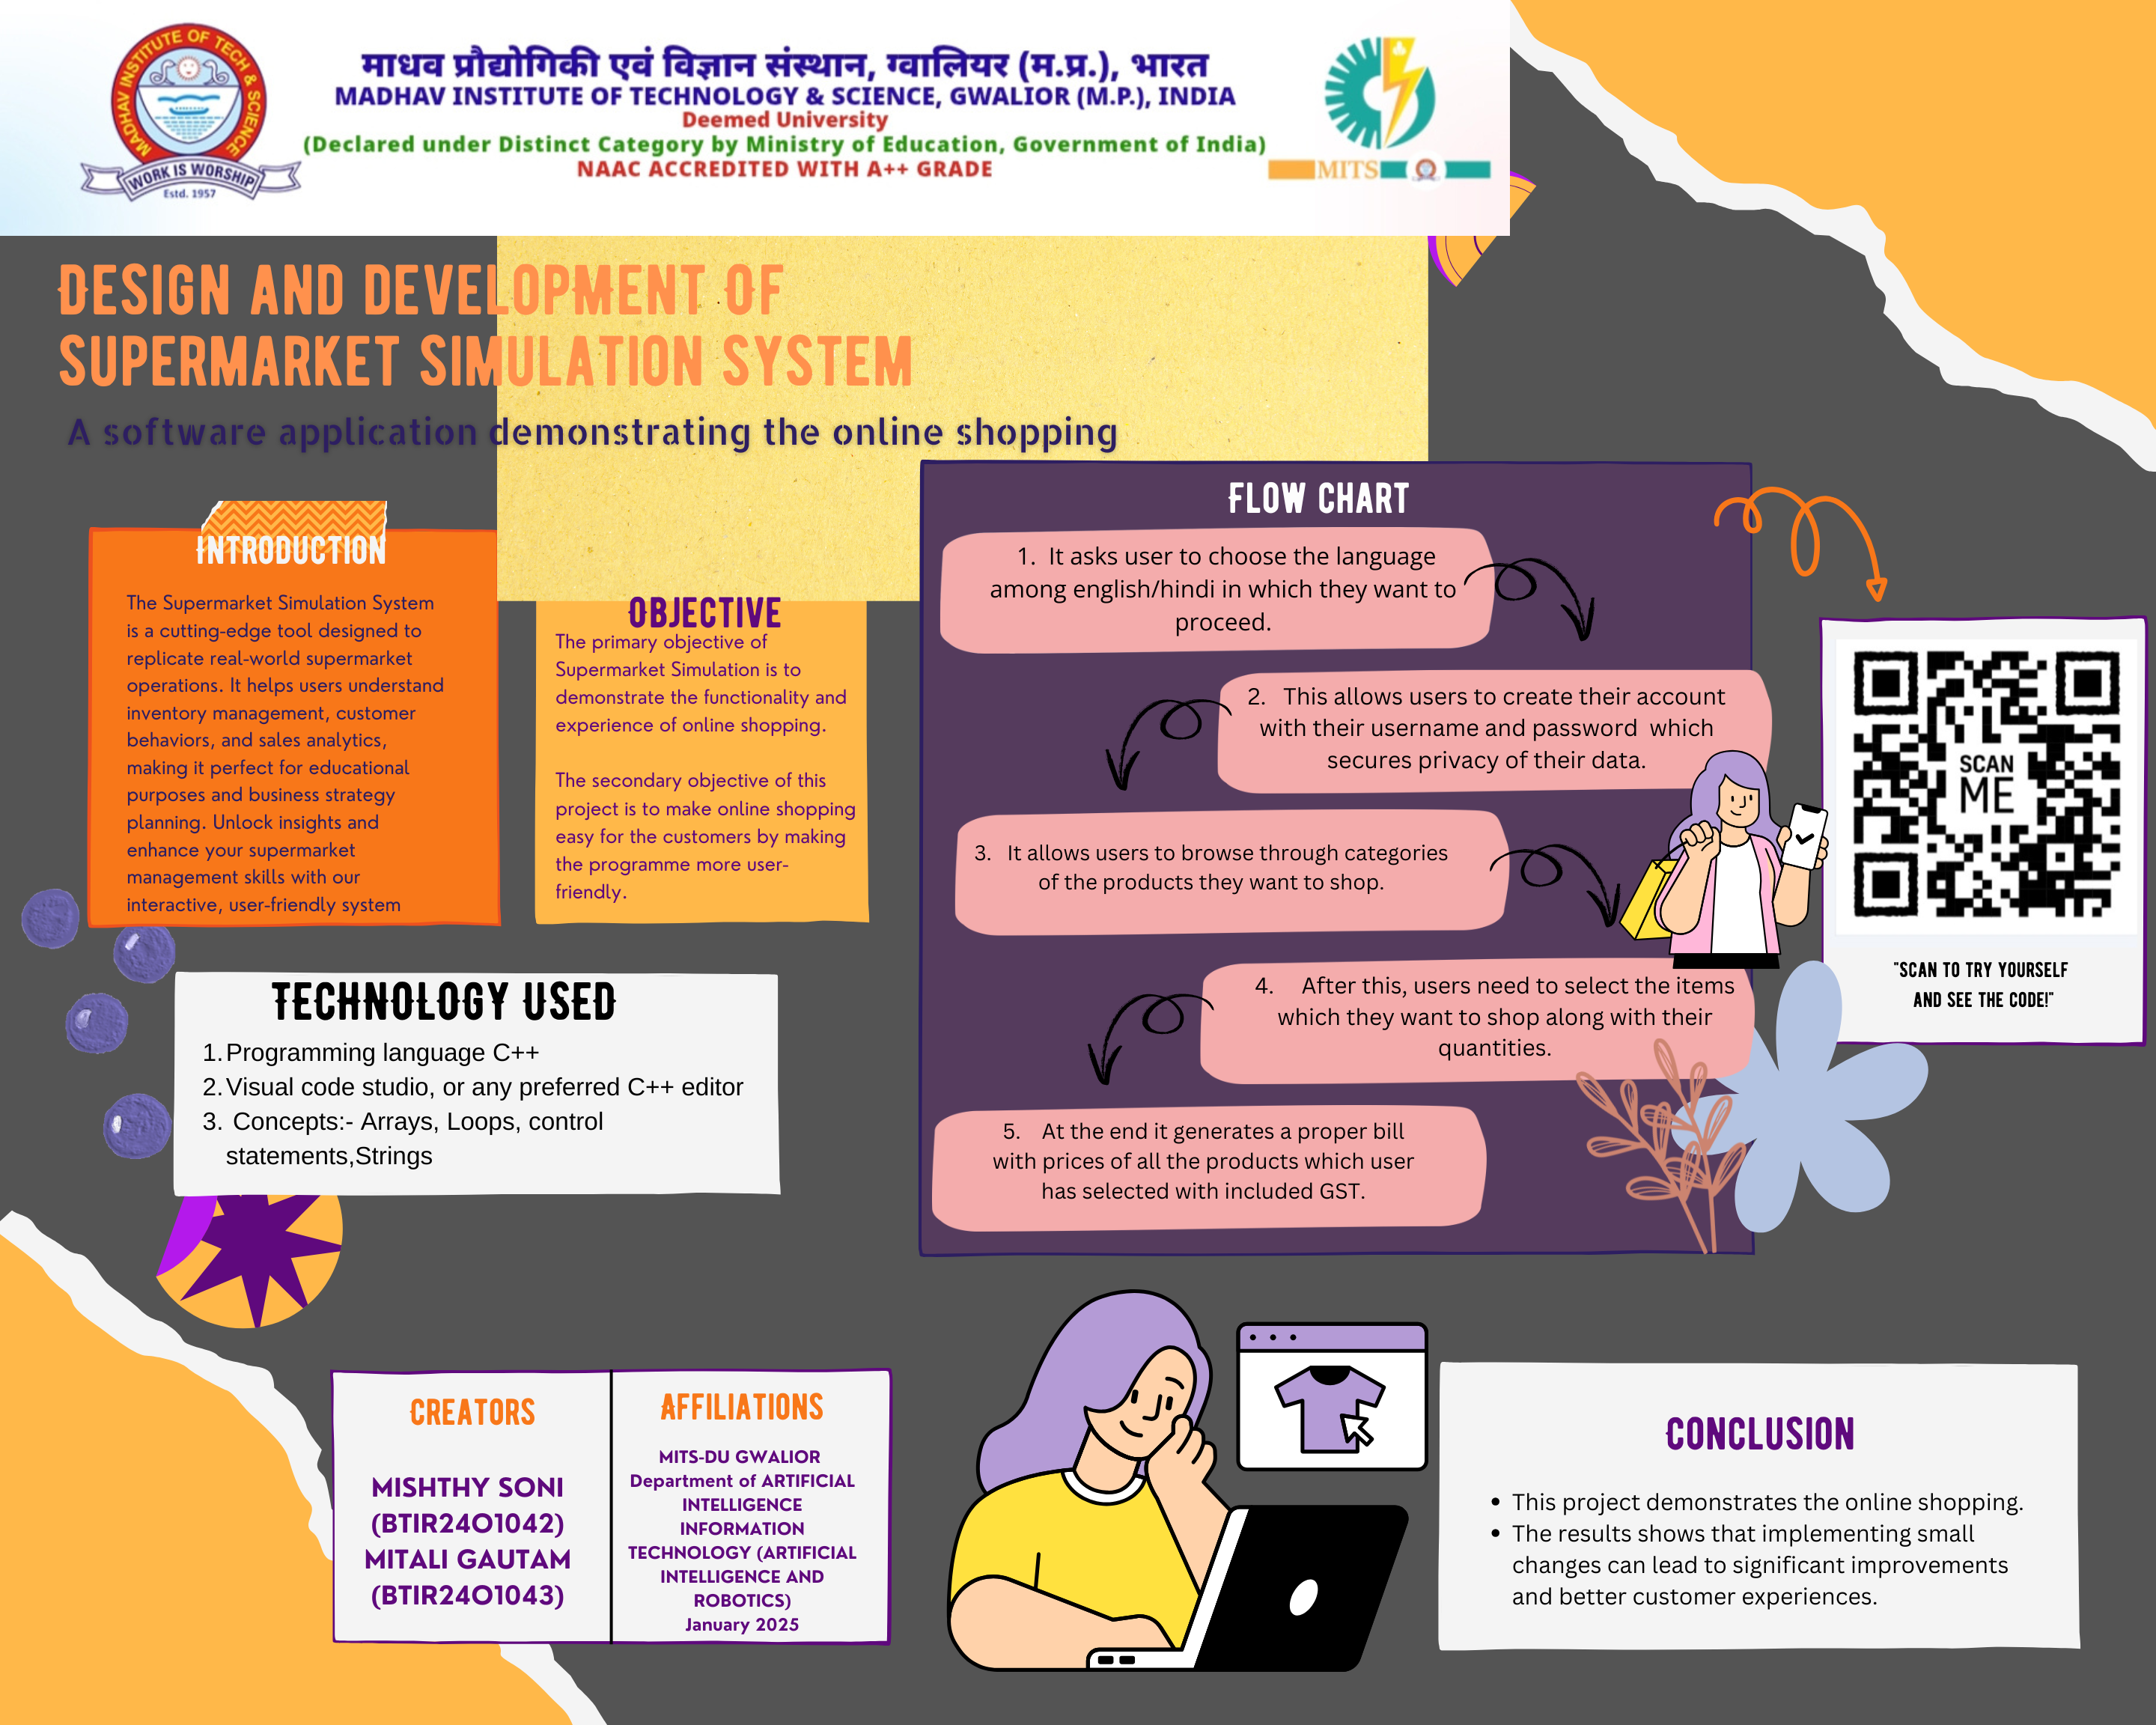 MADHAV INSTITUTE OF TECH & SCIENCE
WORK IS WORSHIP
Estd. 1957
माधव प्रौद्योगिकी एवं विज्ञान संस्थान, ग्वालियर (म.प्र.), भारत
MADHAV INSTITUTE OF TECHNOLOGY & SCIENCE, GWALIOR (M.P.), INDIA
Deemed University
(Declared under Distinct Category by Ministry of Education, Government of India)
NAAC ACCREDITED WITH A++ GRADE
MITS
DESIGN AND DEVELOPMENT OF
SUPERMARKET SIMULATION SYSTEM
A software application demonstrating the online shopping
INTRODUCTION
The Supermarket Simulation System
is a cutting-edge tool designed to
replicate real-world supermarket
operations. It helps users understand
inventory management, customer
behaviors, and sales analytics,
making it perfect for educational
purposes and business strategy
planning. Unlock insights and
enhance your supermarket
management skills with our
interactive, user-friendly system
OBJECTIVE
The primary objective of
Supermarket Simulation is to
demonstrate the functionality and
experience of online shopping.
The secondary objective of this
project is to make online shopping
easy for the customers by making
the programme more user-
friendly.
TECHNOLOGY USED
1. Programming language C++
2. Visual code studio, or any preferred C++ editor
3. Concepts:- Arrays, Loops, control
statements,Strings
FLOW CHART
1. It asks user to choose the language
among english/hindi in which they want to
proceed.
2. This allows users to create their account
with their username and password which
secures privacy of their data.
3. It allows users to browse through categories
of the products they want to shop.
4. After this, users need to select the items
which they want to shop along with their
quantities.
5. At the end it generates a proper bill
with prices of all the products which user
has selected with included GST.
SCAN
ME
"SCAN TO TRY YOURSELF
AND SEE THE CODE!"
CREATORS
MISHTHY SONI
(BTIR24O1042)
MITALI GAUTAM
(BTIR24O1043)
AFFILIATIONS
MITS-DU GWALIOR
Department of ARTIFICIAL
INTELLIGENCE
INFORMATION
TECHNOLOGY (ARTIFICIAL
INTELLIGENCE AND
ROBOTICS)
January 2025
CONCLUSION
• This project demonstrates the online shopping.
• The results shows that implementing small
changes can lead to significant improvements
and better customer experiences.